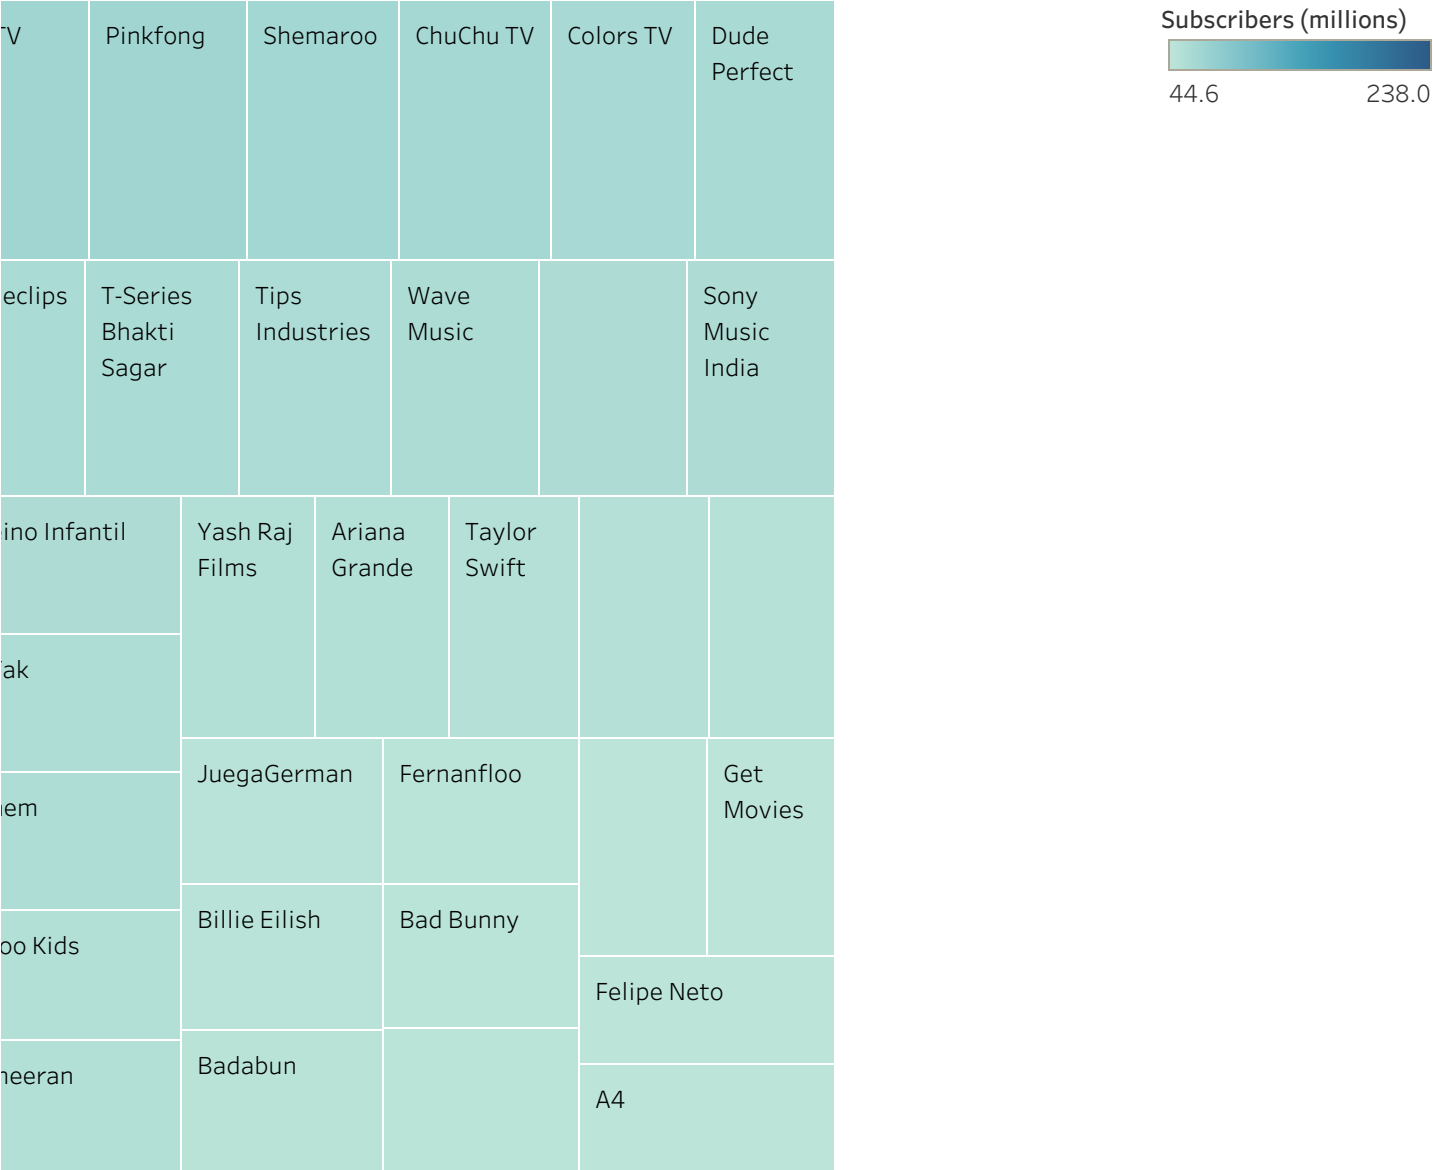 TV
Pinkfong
Shemaroo
ChuChu TV
Colors TV
Dude
Perfect
Subscribers (millions)
44.6
238.0
eclips
T-Series
Bhakti
Sagar
Tips
Industries
Wave
Music
Sony
Music
India
ino Infantil
Yash Raj
Films
Ariana
Grande
Taylor
Swift
ak
JuegaGerman
Fernanfloo
Get
Movies
em
Billie Eilish
Bad Bunny
oo Kids
Felipe Neto
Badabun
heeran
A4